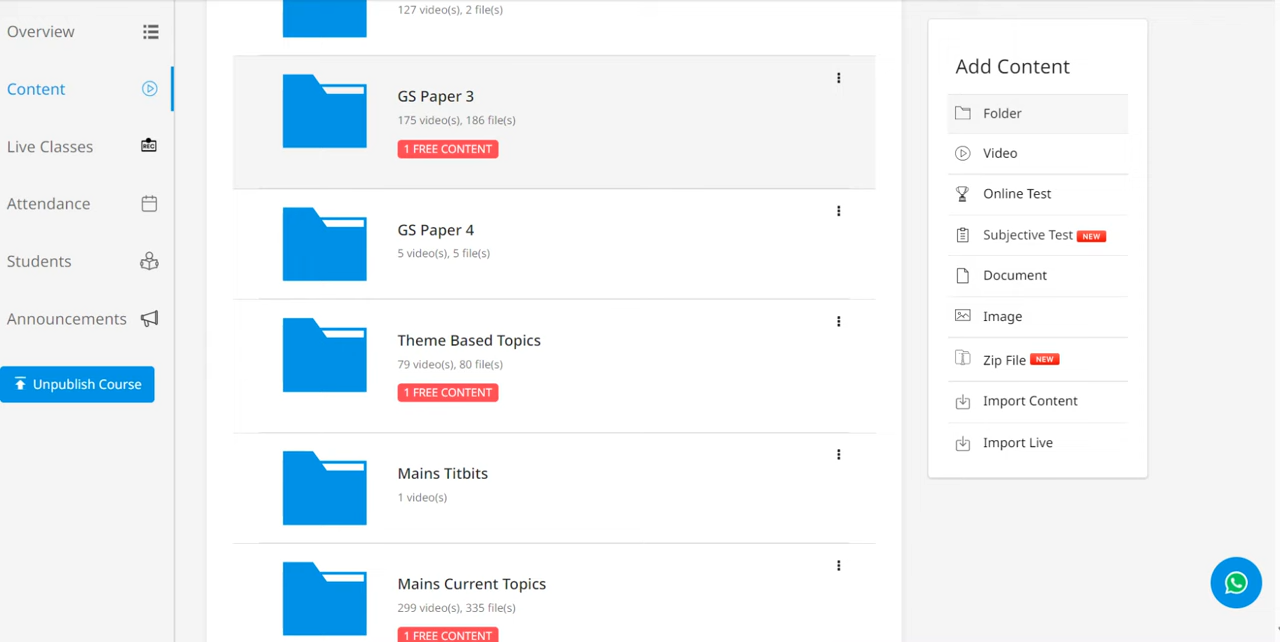 Overview
Content
Live Classes
REC
Attendance
Students
Announcements
Unpublish Course
127 video(s), 2 file(s)
GS Paper 3
175 video(s), 186 file(s)
1 FREE CONTENT
GS Paper 4
5 video(s), 5 file(s)
Theme Based Topics
79 video(s), 80 file(s)
1 FREE CONTENT
Mains Titbits
1 video(s)
Mains Current Topics
299 video(s), 335 file(s)
1 FREE CONTENT
Add Content
Folder
Video
Online Test
Subjective Test NEW
Document
Image
Zip File NEW
Import Content
Import Live